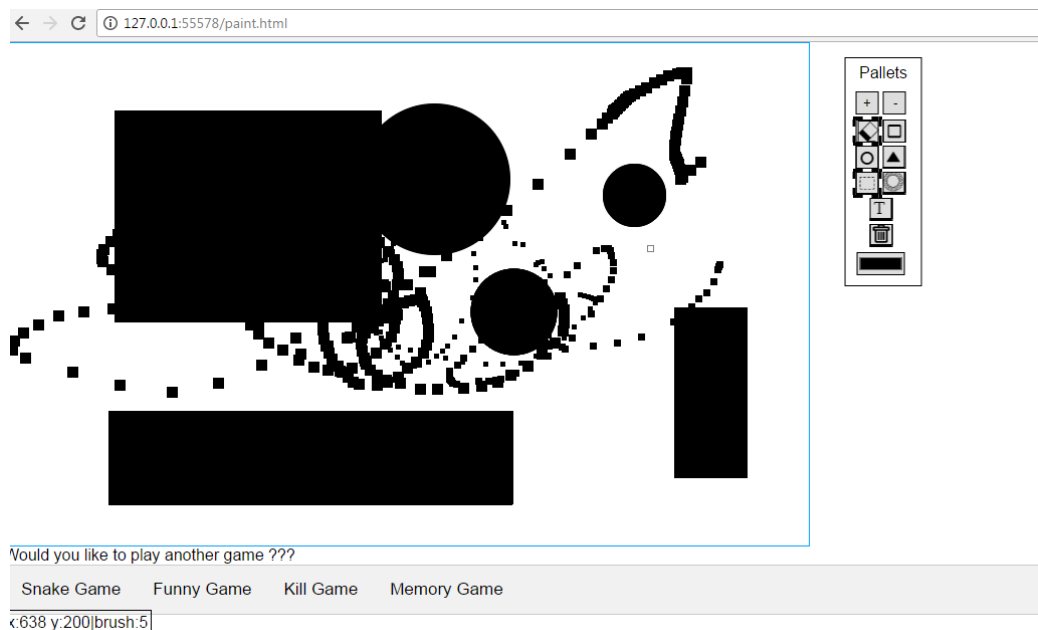 127.0.0.1:55578/paint.html
Pallets
+ -
T
Would you like to play another game ???
Snake Game Funny Game Kill Game Memory Game
x:638 y:200|brush:5